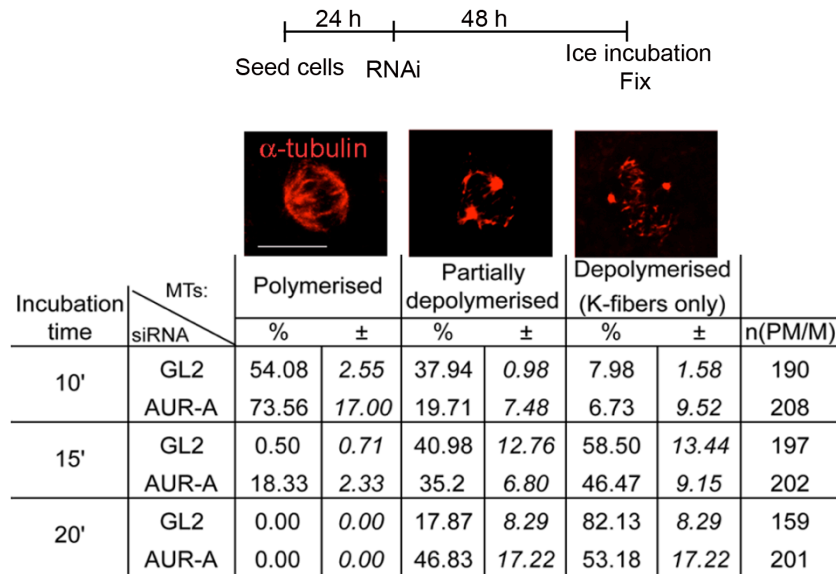 24 h 48 h
Seed cells RNAi Ice incubation
Fix
α-tubulin
Incubation time MTs: siRNA Polymerised Partially depolymerised Depolymerised (K-fibers only)
% ± % ± % ± n(PM/M)
10' GL2 54.08 2.55 37.94 0.98 7.98 1.58 190
AUR-A 73.56 17.00 19.71 7.48 6.73 9.52 208
15' GL2 0.50 0.71 40.98 12.76 58.50 13.44 197
AUR-A 18.33 2.33 35.2 6.80 46.47 9.15 202
20' GL2 0.00 0.00 17.87 8.29 82.13 8.29 159
AUR-A 0.00 0.00 46.83 17.22 53.18 17.22 201